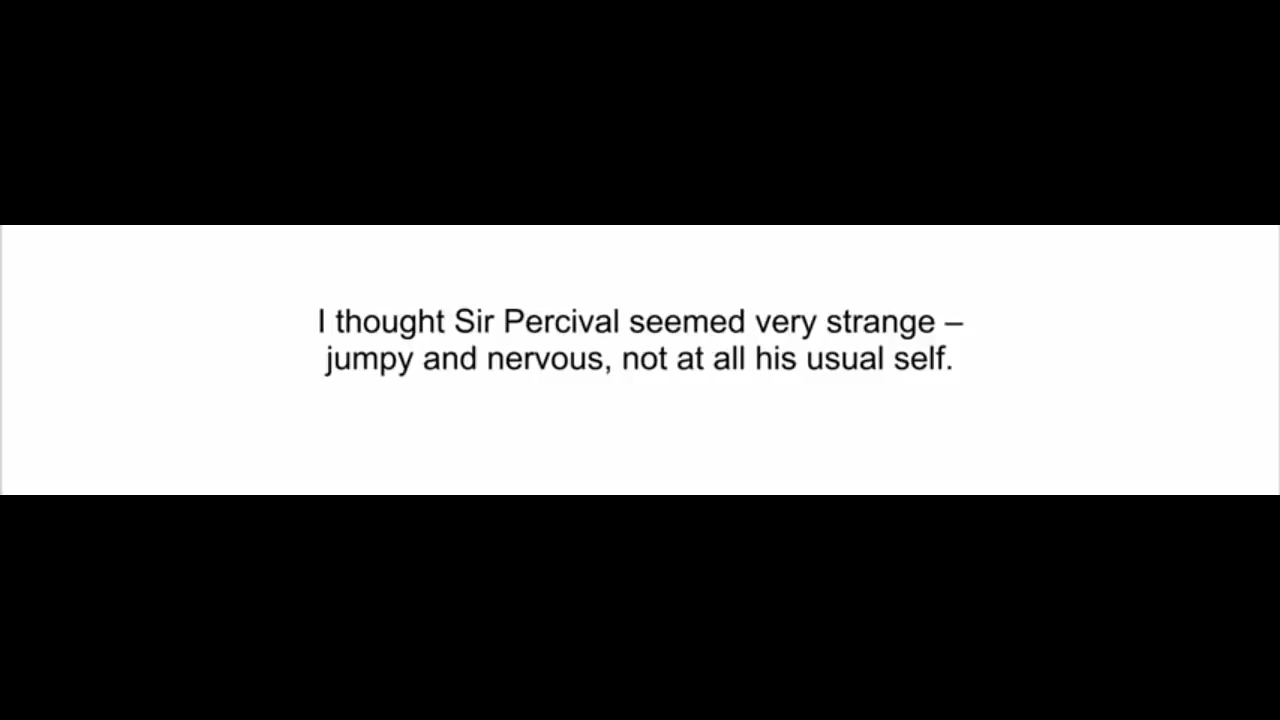 I thought Sir Percival seemed very strange –
jumpy and nervous, not at all his usual self.